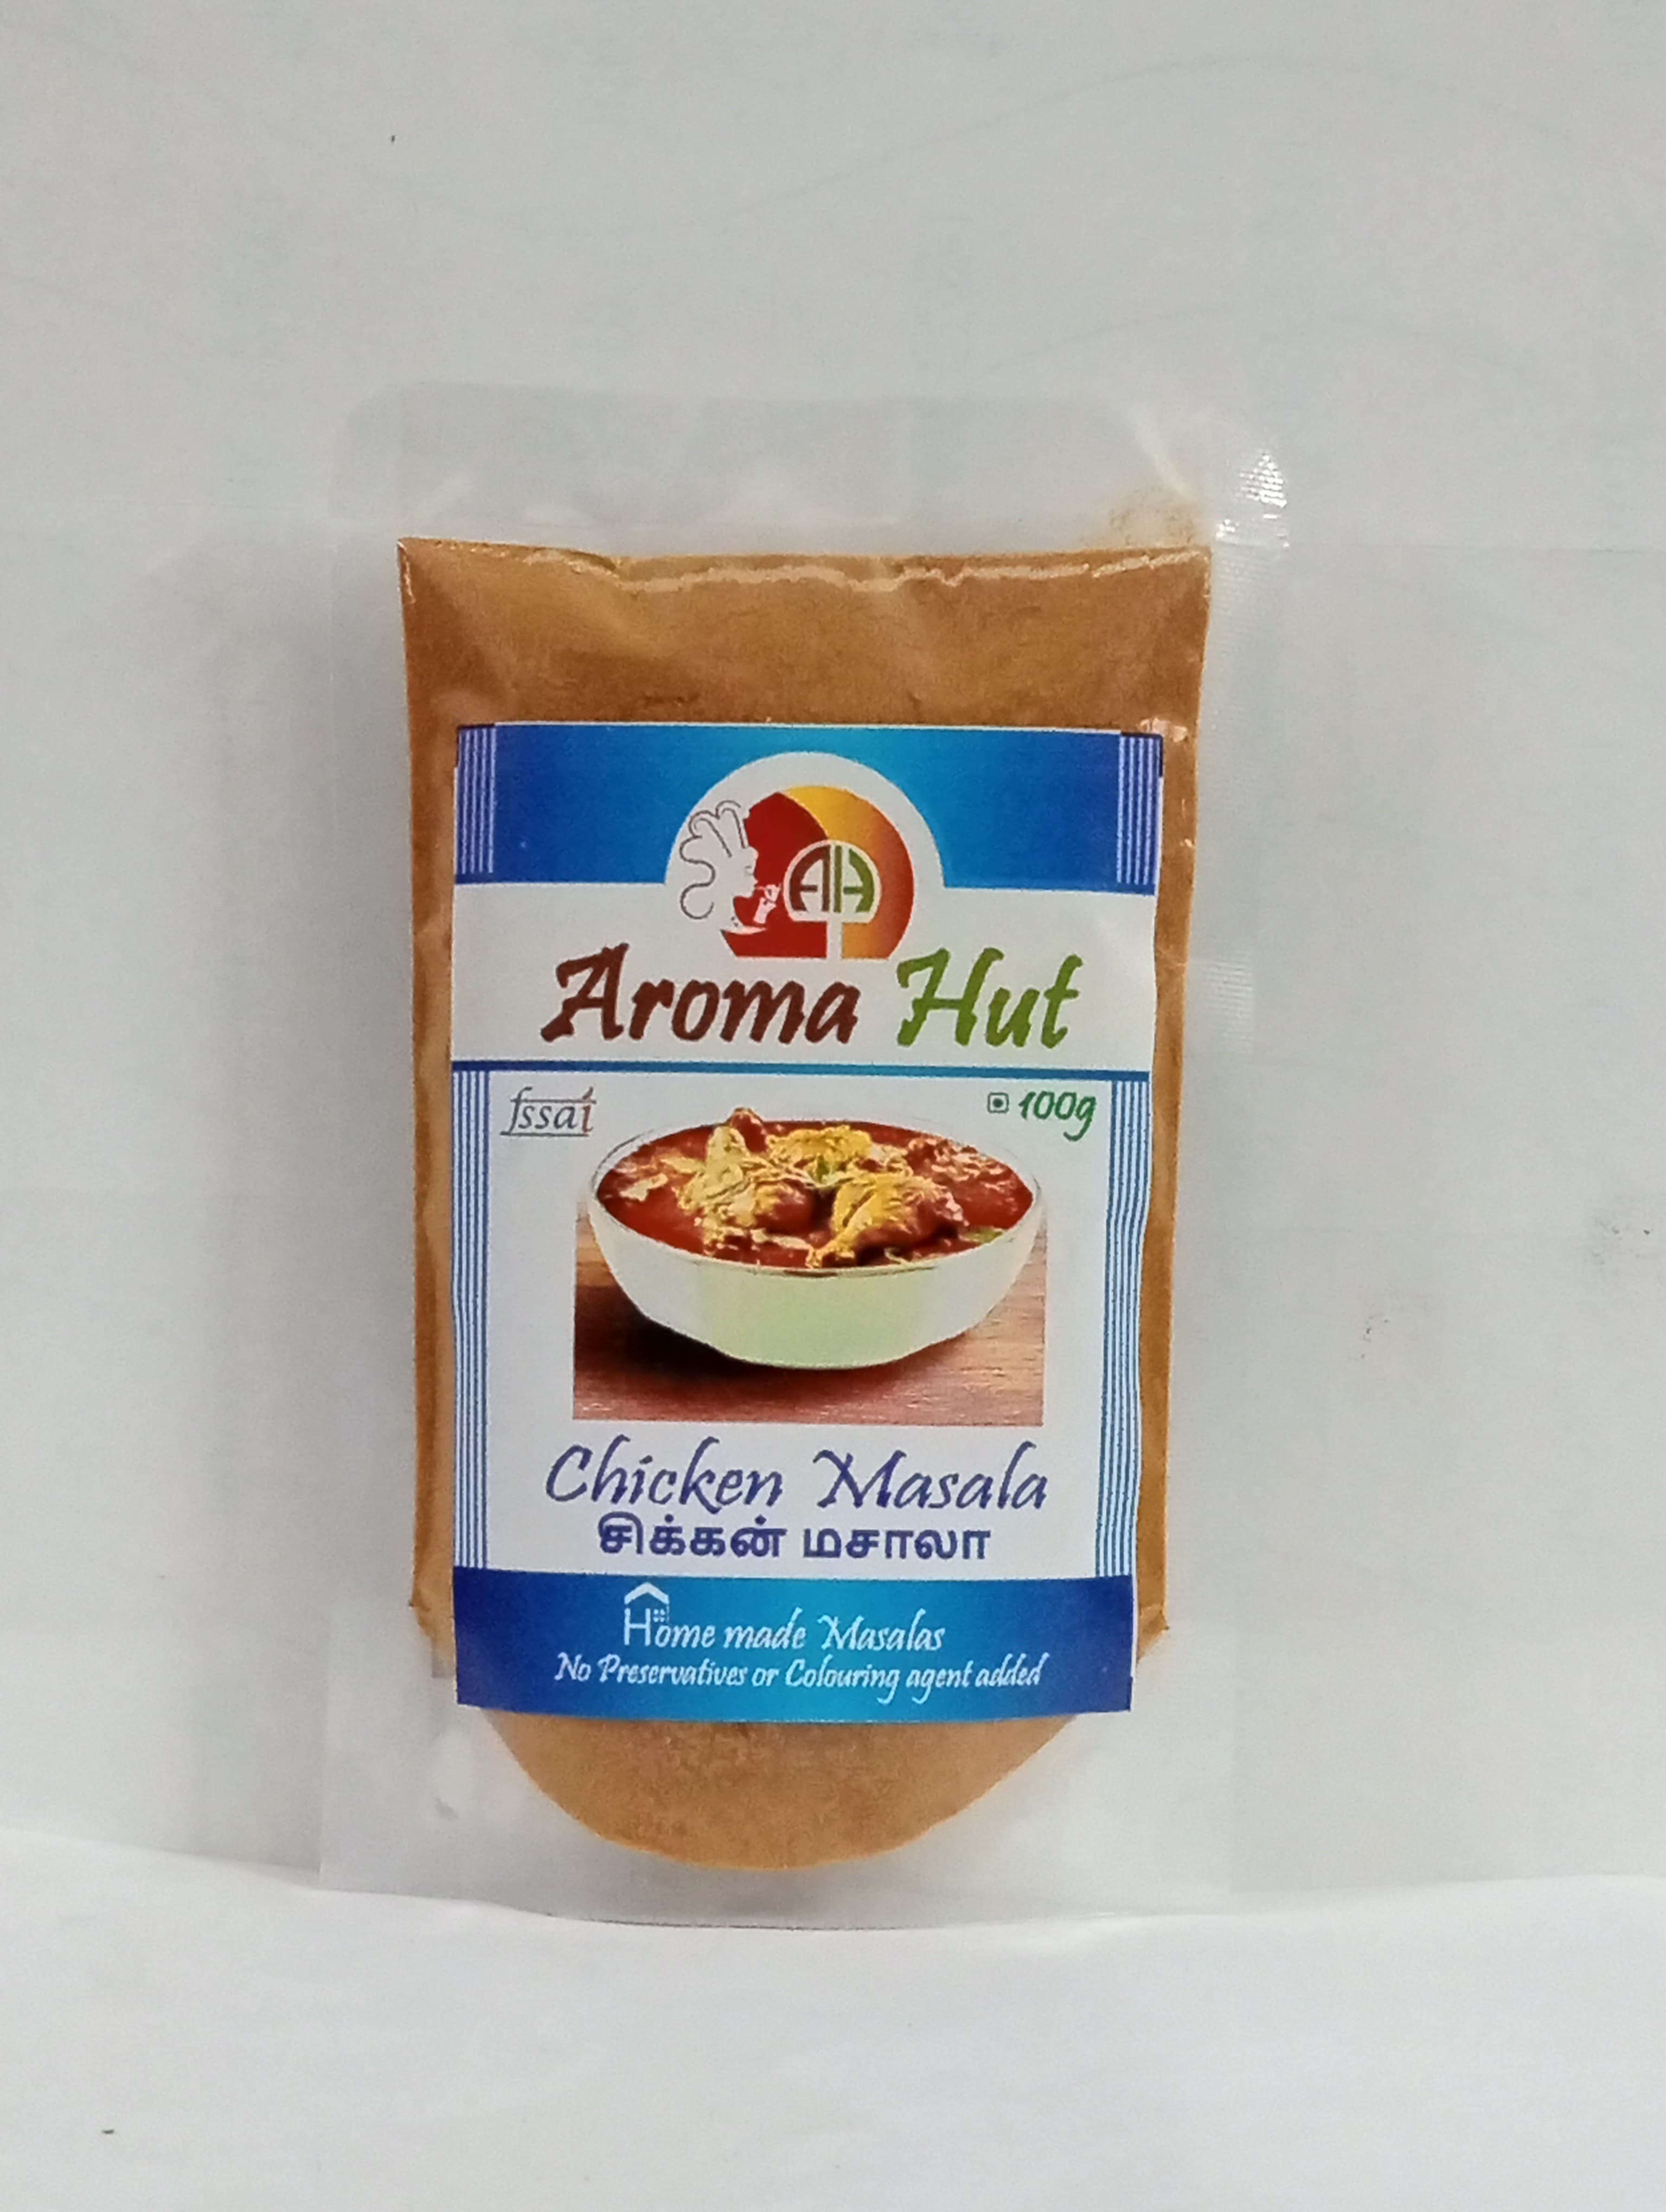 AH
Aroma Hut
fssai
100g
Chicken Masala
சிக்கன் மசாலா
Home made Masalas
No Preservatives or Colouring agent added